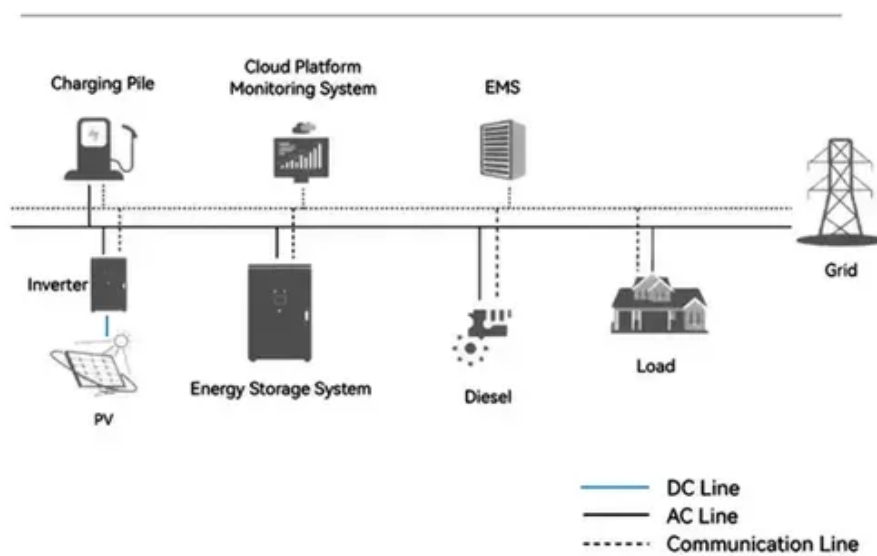 Charging Pile
Cloud Platform
Monitoring System
EMS
Grid
Inverter
PV
Energy Storage System
Diesel
Load
DC Line
AC Line
Communication Line